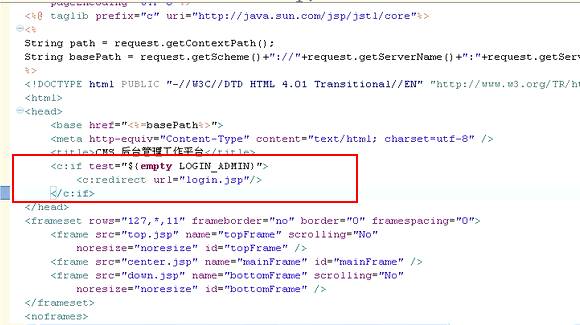 <%@ taglib prefix="c" uri="http://java.sun.com/jsp/jstl/core"%>
<%
String path = request.getContextPath();
String basePath = request.getScheme()+"://"+request.getServerName()+":"+request.getServ
%>
<!DOCTYPE html PUBLIC "-//W3C//DTD HTML 4.01 Transitional//EN" "http://www.w3.org/TR/ht
<html>
<head>
<base href="<%=basePath%>">
<meta http-equiv="Content-Type" content="text/html; charset=utf-8" />
<title>CMS 后台管理工作平台</title>
<c:if test="${empty LOGIN_ADMIN}">
<c:redirect url="login.jsp"/>
</c:if>
</head>
<frameset rows="127,*,11" frameborder="no" border="0" framespacing="0">
<frame src="top.jsp" name="topFrame" scrolling="No"
noresize="noresize" id="topFrame" />
<frame src="center.jsp" name="mainFrame" id="mainFrame" />
<frame src="down.jsp" name="bottomFrame" scrolling="No"
noresize="noresize" id="bottomFrame" />
</frameset>
<noframes>